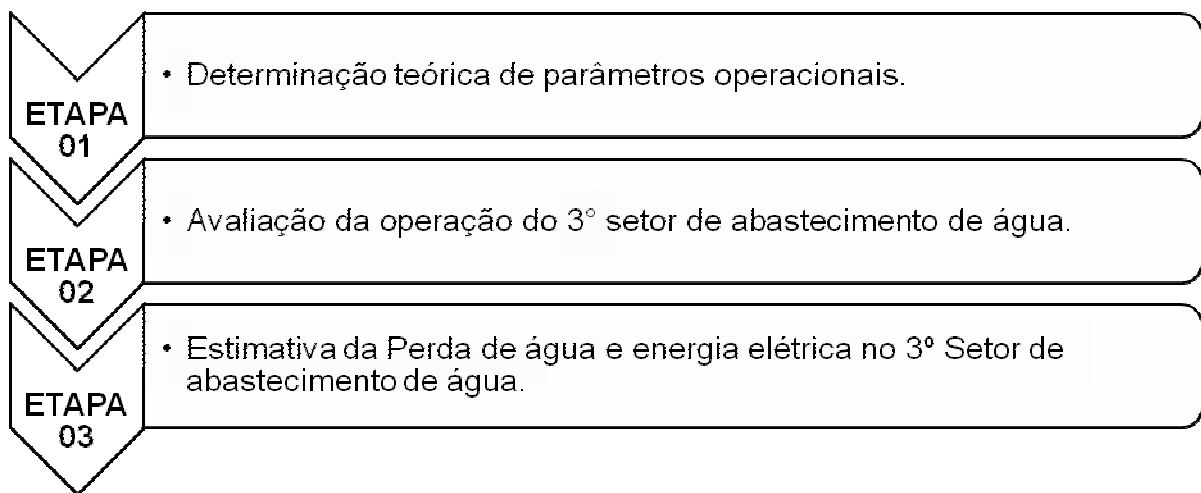 ETAPA
01
• Determinação teórica de parâmetros operacionais.
ETAPA
02
• Avaliação da operação do 3° setor de abastecimento de água.
ETAPA
03
• Estimativa da Perda de água e energia elétrica no 3º Setor de
abastecimento de água.